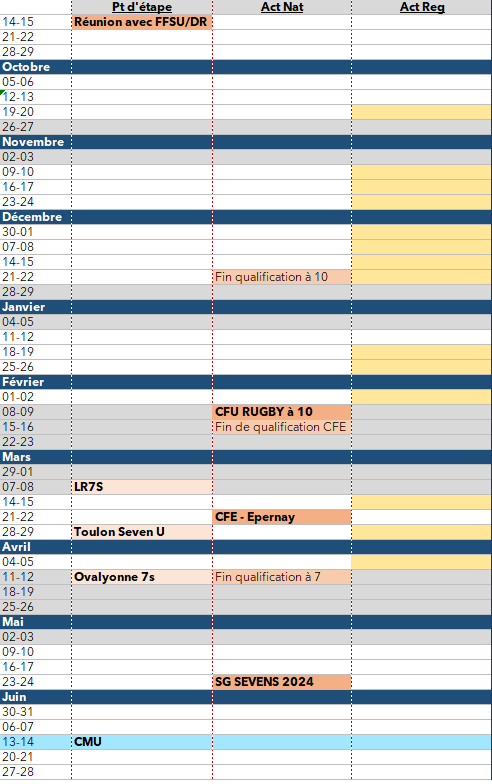 Pt d'étape Act Nat Act Reg
14-15 Réunion avec FFSU/DR
21-22
28-29
Octobre
05-06
12-13
19-20
26-27
Novembre
02-03
09-10
16-17
23-24
Décembre
30-01
07-08
14-15
21-22 Fin qualification à 10
28-29
Janvier
04-05
11-12
18-19
25-26
Février
01-02
08-09 CFU RUGBY à 10
15-16 Fin de qualification CFE
22-23
Mars
29-01
07-08 LR7S
14-15
21-22 CFE - Epernay
28-29 Toulon Seven U
Avril
04-05
11-12 Ovalyonne 7s Fin qualification à 7
18-19
25-26
Mai
02-03
09-10
16-17
23-24 SG SEVENS 2024
Juin
30-31
06-07
13-14 CMU
20-21
27-28